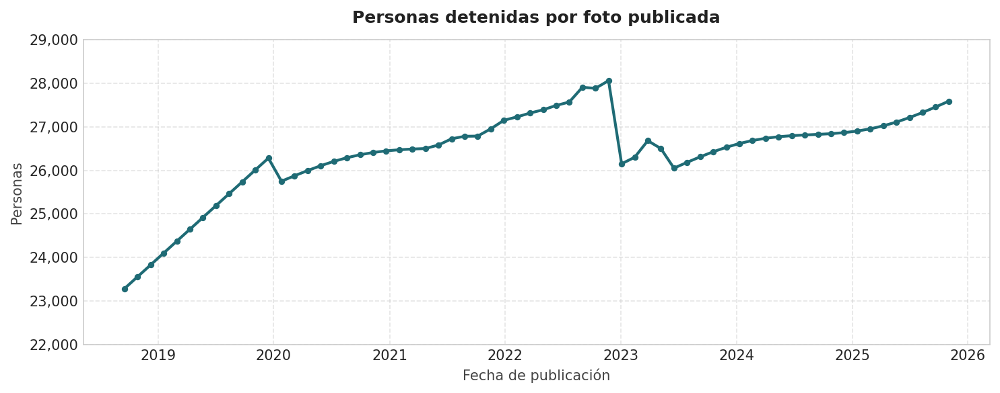 Personas detenidas por foto publicada
29,000
28,000
27,000
26,000
25,000
24,000
23,000
22,000
Personas
2019 2020 2021 2022 2023 2024 2025 2026
Fecha de publicación